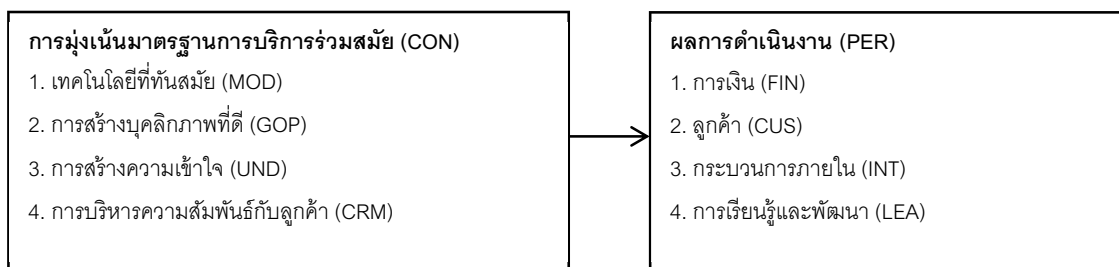 การมุ่งเน้นมาตรฐานการบริการร่วมสมัย (CON)
1. เทคโนโลยีที่ทันสมัย (MOD)
2. การสร้างบุคลิกภาพที่ดี (GOP)
3. การสร้างความเข้าใจ (UND)
4. การบริหารความสัมพันธ์กับลูกค้า (CRM)
ผลการดำเนินงาน (PER)
1. การเงิน (FIN)
2. ลูกค้า (CUS)
3. กระบวนการภายใน (INT)
4. การเรียนรู้และพัฒนา (LEA)